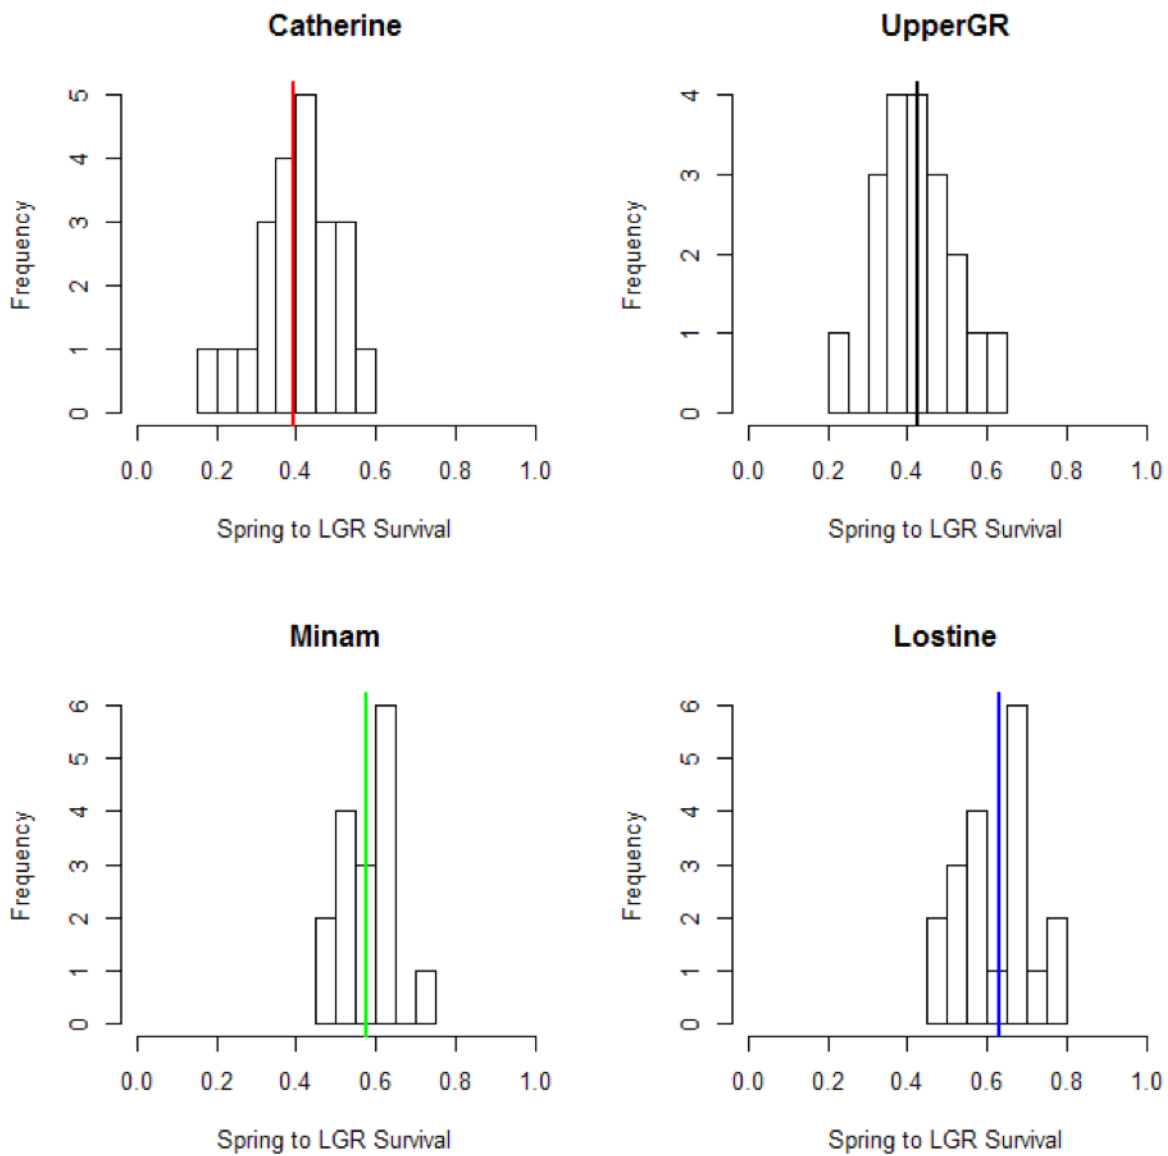 Catherine
Frequency
0 1 2 3 4 5
0.0 0.2 0.4 0.6 0.8 1.0
Spring to LGR Survival
UpperGR
Frequency
0 1 2 3 4
0.0 0.2 0.4 0.6 0.8 1.0
Spring to LGR Survival
Minam
Frequency
0 1 2 3 4 5 6
0.0 0.2 0.4 0.6 0.8 1.0
Spring to LGR Survival
Lostine
Frequency
0 1 2 3 4 5 6
0.0 0.2 0.4 0.6 0.8 1.0
Spring to LGR Survival